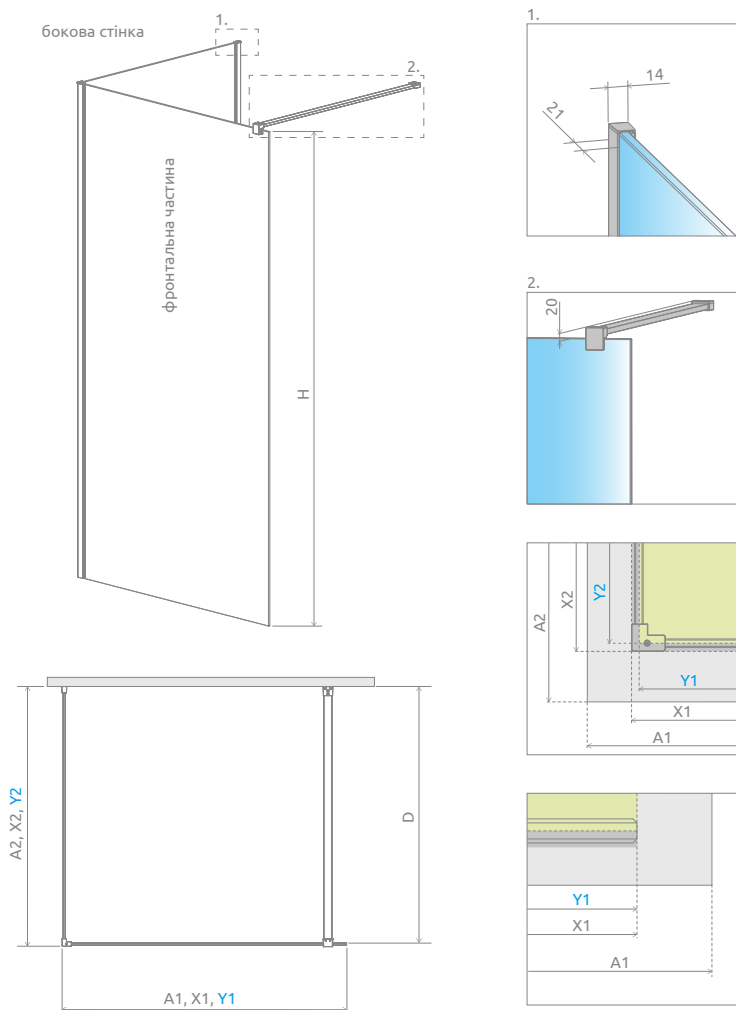 бокова стінка
1.
2.
фронтальна частина
H
A2, X2, Y2
D
A1, X1, Y1
1.
14
21
2.
20
A2
X2
Y2
Y1
X1
A1
Y1
X1
A1